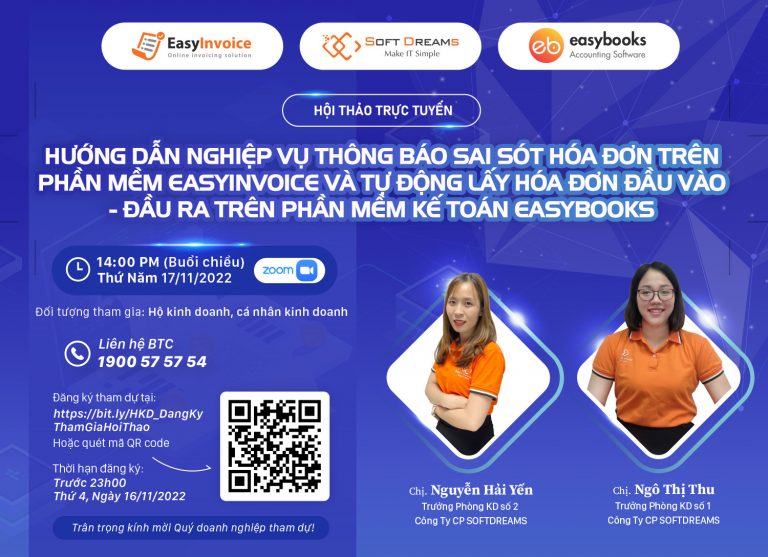 EasyInvoice
Online invoicing solution
SOFT DREAMS
Make IT Simple
eb
easybooks
Accounting Software
HỘI THẢO TRỰC TUYẾN
HƯỚNG DẪN NGHIỆP VỤ THÔNG BÁO SAI SÓT HÓA ĐƠN TRÊN
PHẦN MỀM EASYINVOICE VÀ TỰ ĐỘNG LẤY HÓA ĐƠN ĐẦU VÀO
- ĐẦU RA TRÊN PHẦN MỀM KẾ TOÁN EASYBOOKS
14:00 PM (Buổi chiều)
Thứ Năm 17/11/2022
zoom
Đối tượng tham gia: Hộ kinh doanh, cá nhân kinh doanh
Liên hệ BTC
1900 57 57 54
Đăng ký tham dự tại:
https://bit.ly/HKD_DangKy
ThamGiaHoiThao
Hoặc quét mã QR code
Thời hạn đăng ký:
Trước 23h00
Thứ 4, Ngày 16/11/2022
Trân trọng kính mời Quý doanh nghiệp tham dự!
Chị. Nguyễn Hải Yến
Trưởng Phòng KD số 2
Công Ty CP SOFTDREAMS
Chị. Ngô Thị Thu
Trưởng Phòng KD số 1
Công Ty CP SOFTDREAMS